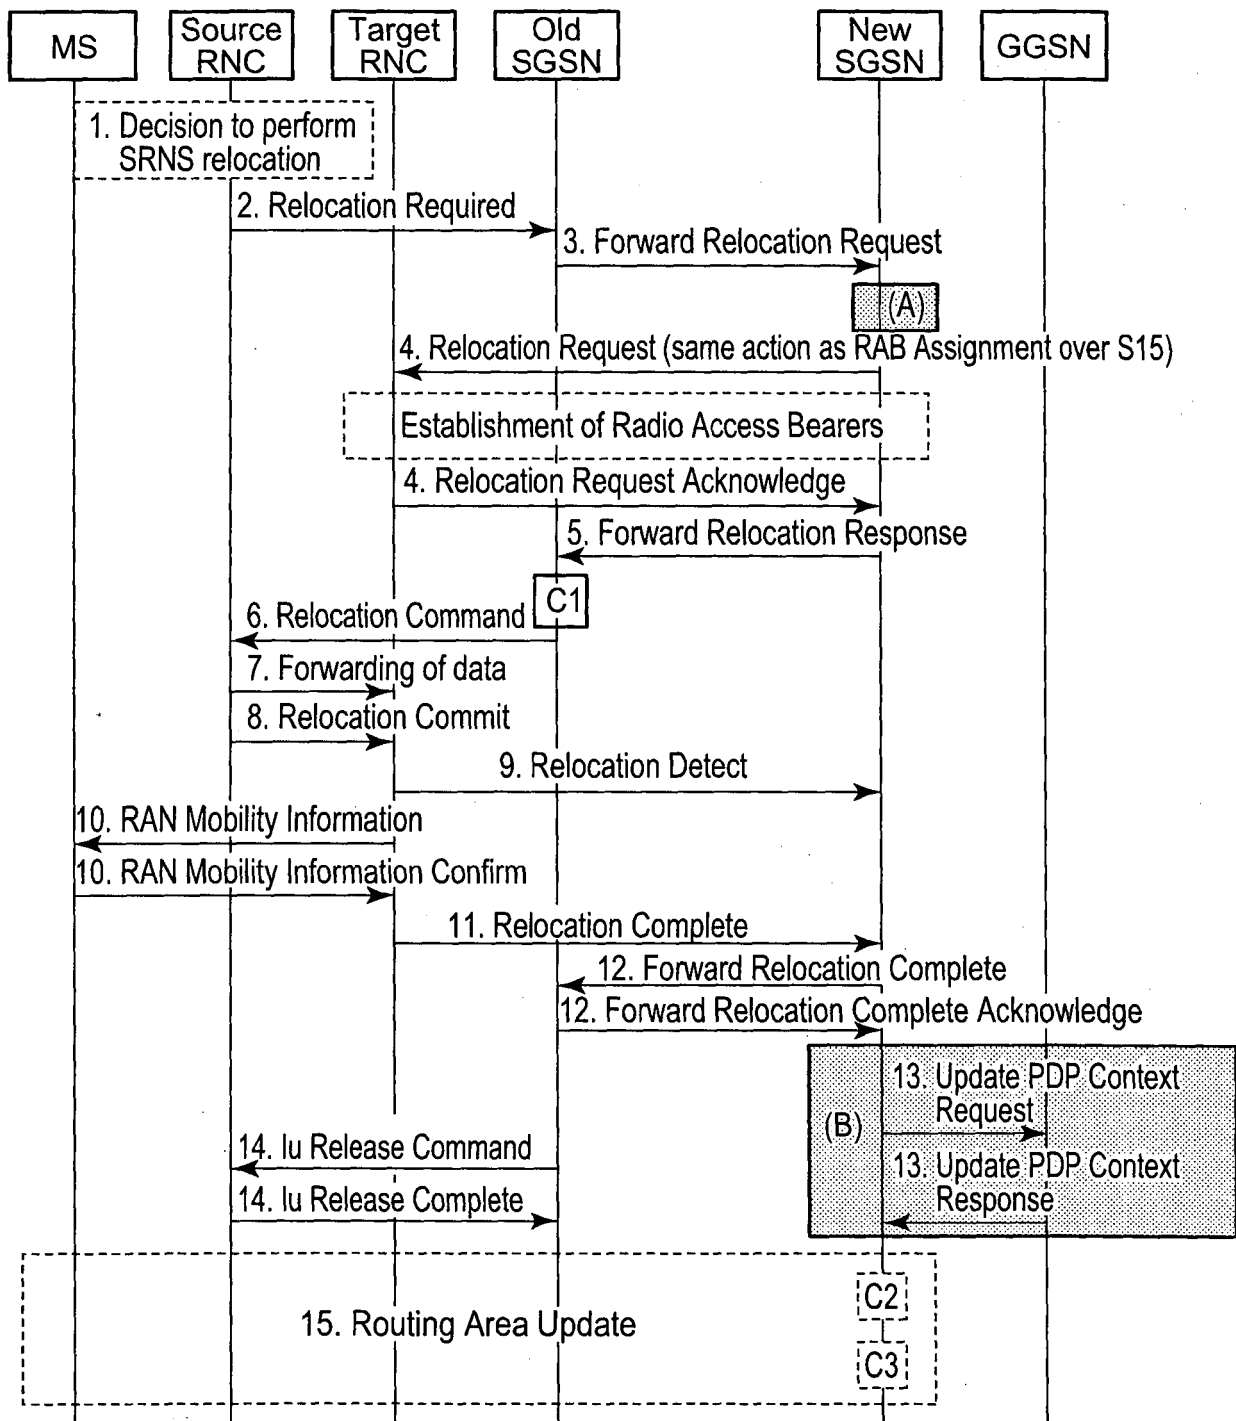 MS
Source
RNC
Target
RNC
Old
SGSN
New
SGSN
GGSN
1. Decision to perform
SRNS relocation
2. Relocation Required
3. Forward Relocation Request
(A)
4. Relocation Request (same action as RAB Assignment over S15)
Establishment of Radio Access Bearers
4. Relocation Request Acknowledge
5. Forward Relocation Response
C1
6. Relocation Command
7. Forwarding of data
8. Relocation Commit
9. Relocation Detect
10. RAN Mobility Information
10. RAN Mobility Information Confirm
11. Relocation Complete
12. Forward Relocation Complete
12. Forward Relocation Complete Acknowledge
13. Update PDP Context
Request
(B)
14. Iu Release Command
13. Update PDP Context
Response
14. Iu Release Complete
C2
15. Routing Area Update
C3